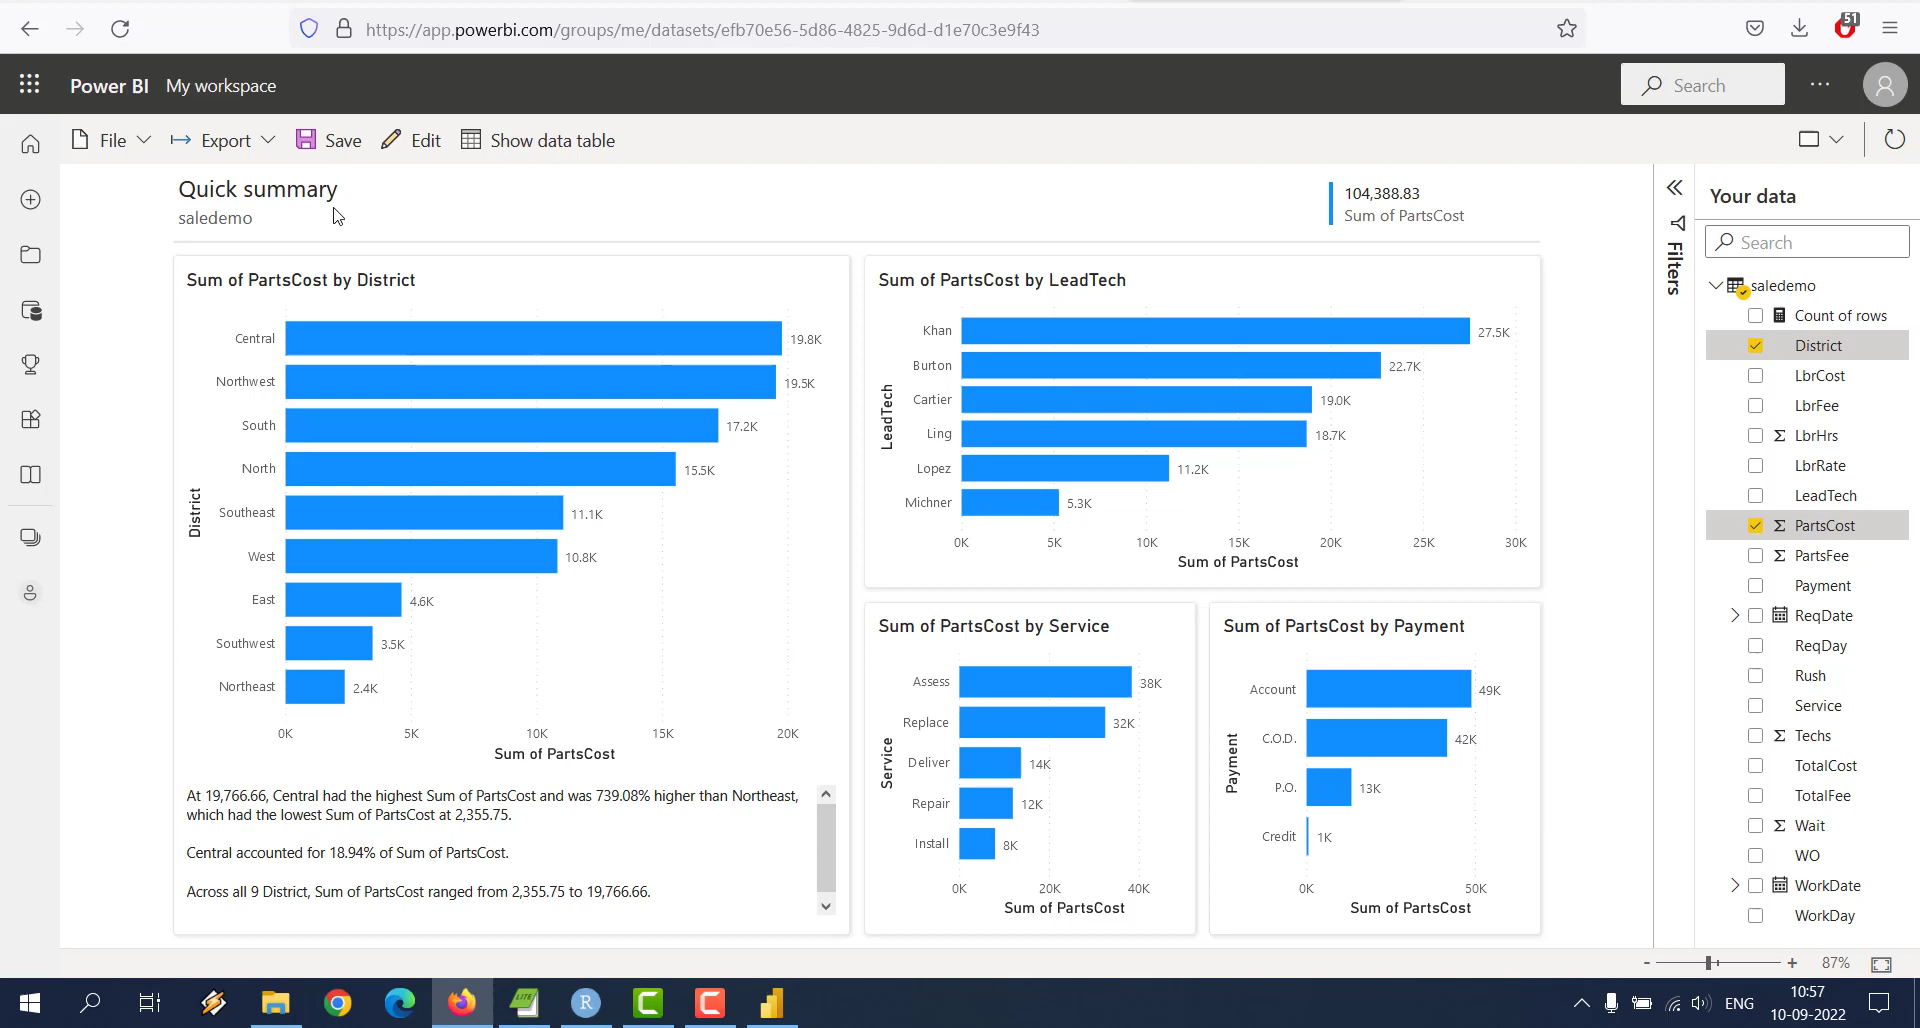 https://app.powerbi.com/groups/me/datasets/efb70e56-5d86-4825-9d6d-d1e70c3e9f43
51
Power BI My workspace
Search
File Export Save Edit Show data table
Quick summary
saledemo
104,388.83
Sum of PartsCost
Sum of PartsCost by District
District
Central 19.8K
Northwest 19.5K
South 17.2K
North 15.5K
Southeast 11.1K
West 10.8K
East 4.6K
Southwest 3.5K
Northeast 2.4K
0K 5K 10K 15K 20K
Sum of PartsCost
At 19,766.66, Central had the highest Sum of PartsCost and was 739.08% higher than Northeast,
which had the lowest Sum of PartsCost at 2,355.75.
Central accounted for 18.94% of Sum of PartsCost.
Across all 9 District, Sum of PartsCost ranged from 2,355.75 to 19,766.66.
Sum of PartsCost by LeadTech
LeadTech
Khan 27.5K
Burton 22.7K
Cartier 19.0K
Ling 18.7K
Lopez 11.2K
Michner 5.3K
0K 5K 10K 15K 20K 25K 30K
Sum of PartsCost
Sum of PartsCost by Service
Service
Assess 38K
Replace 32K
Deliver 14K
Repair 12K
Install 8K
0K 20K 40K
Sum of PartsCost
Sum of PartsCost by Payment
Payment
Account 49K
C.O.D. 42K
P.O. 13K
Credit 1K
0K 50K
Sum of PartsCost
Filters
Your data
Search
saledemo
Count of rows
District
LbrCost
LbrFee
Σ LbrHrs
LbrRate
LeadTech
Σ PartsCost
Σ PartsFee
Payment
ReqDate
ReqDay
Rush
Service
Σ Techs
TotalCost
TotalFee
Σ Wait
WO
WorkDate
WorkDay
- + 87%
LITE
R
C
C
ENG
10:57
10-09-2022